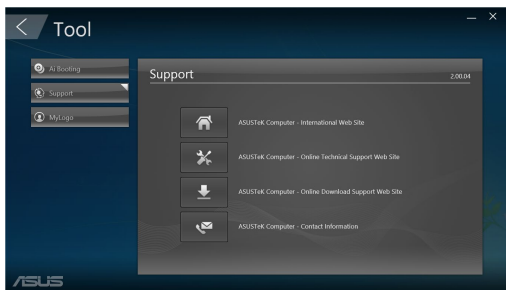 Tool
Ai Booting
Support
MyLogo
Support
2.00.04
ASUSTeK Computer - International Web Site
ASUSTeK Computer - Online Technical Support Web Site
ASUSTeK Computer - Online Download Support Web Site
ASUSTeK Computer - Contact Information
ASUS